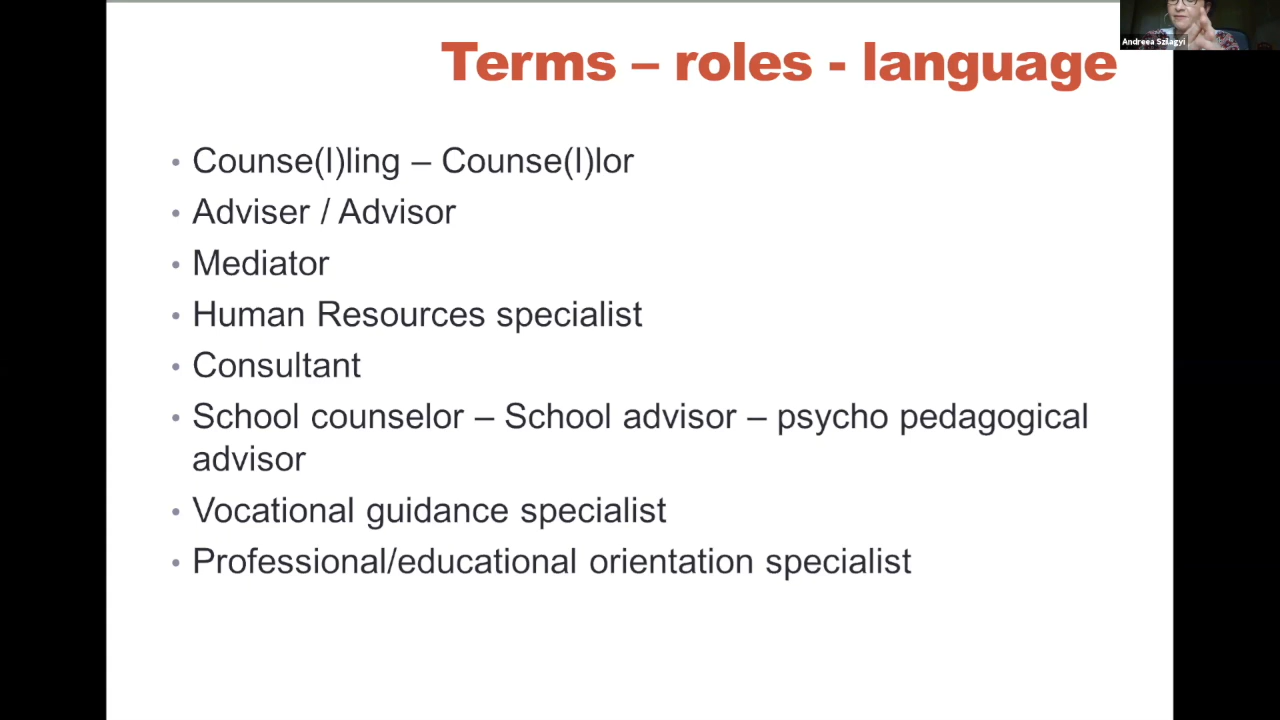 Terms – roles - language
Andreea Szilagyi
• Counse(l)ling – Counse(l)lor
• Adviser / Advisor
• Mediator
• Human Resources specialist
• Consultant
• School counselor – School advisor – psycho pedagogical
advisor
• Vocational guidance specialist
• Professional/educational orientation specialist